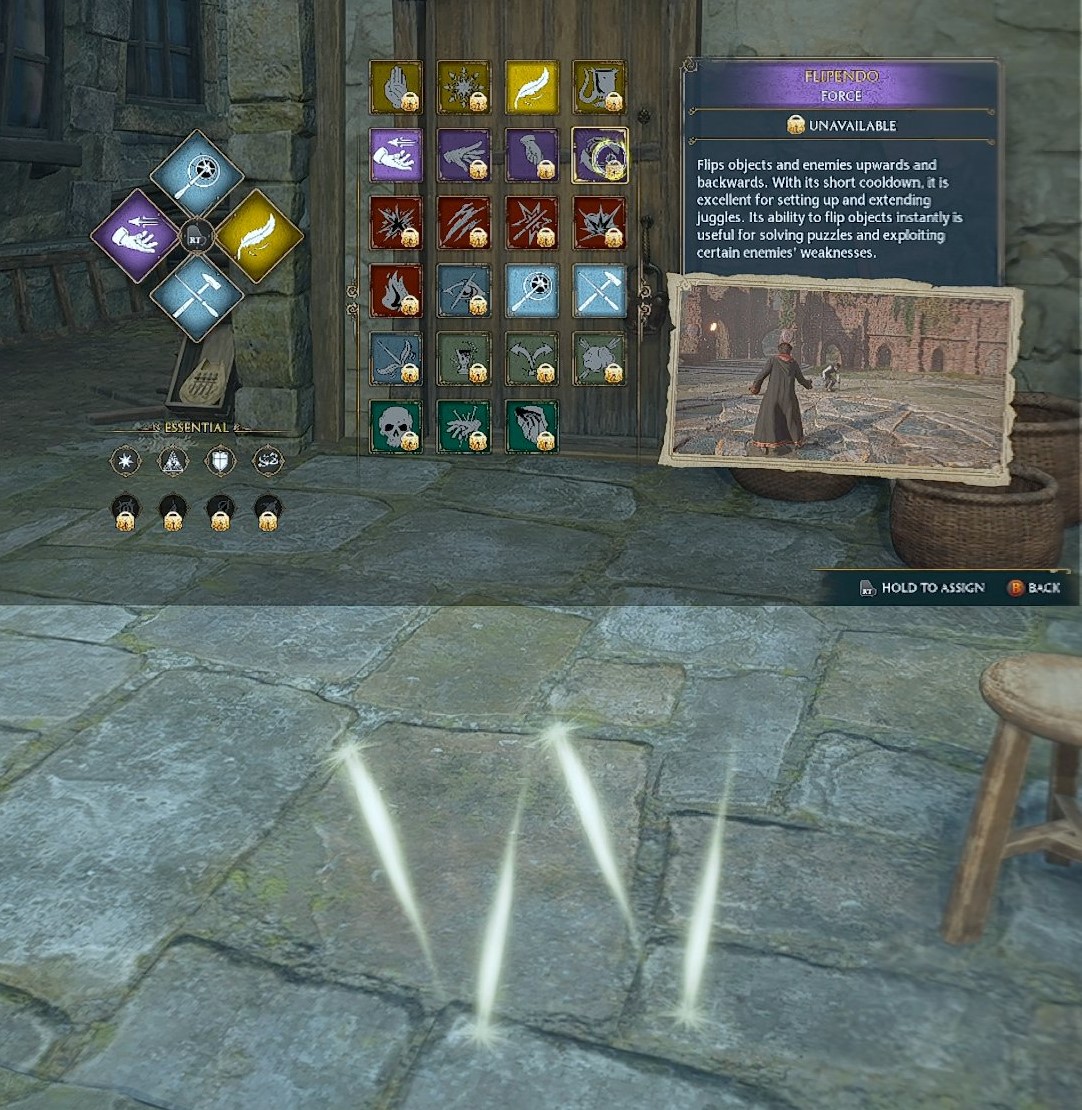 FLIPENDO
FORCE
UNAVAILABLE
Flips objects and enemies upwards and
backwards. With its short cooldown, it is
excellent for setting up and extending
juggles. Its ability to flip objects instantly is
useful for solving puzzles and exploiting
certain enemies' weaknesses.
RT
ESSENTIAL
RT HOLD TO ASSIGN B BACK